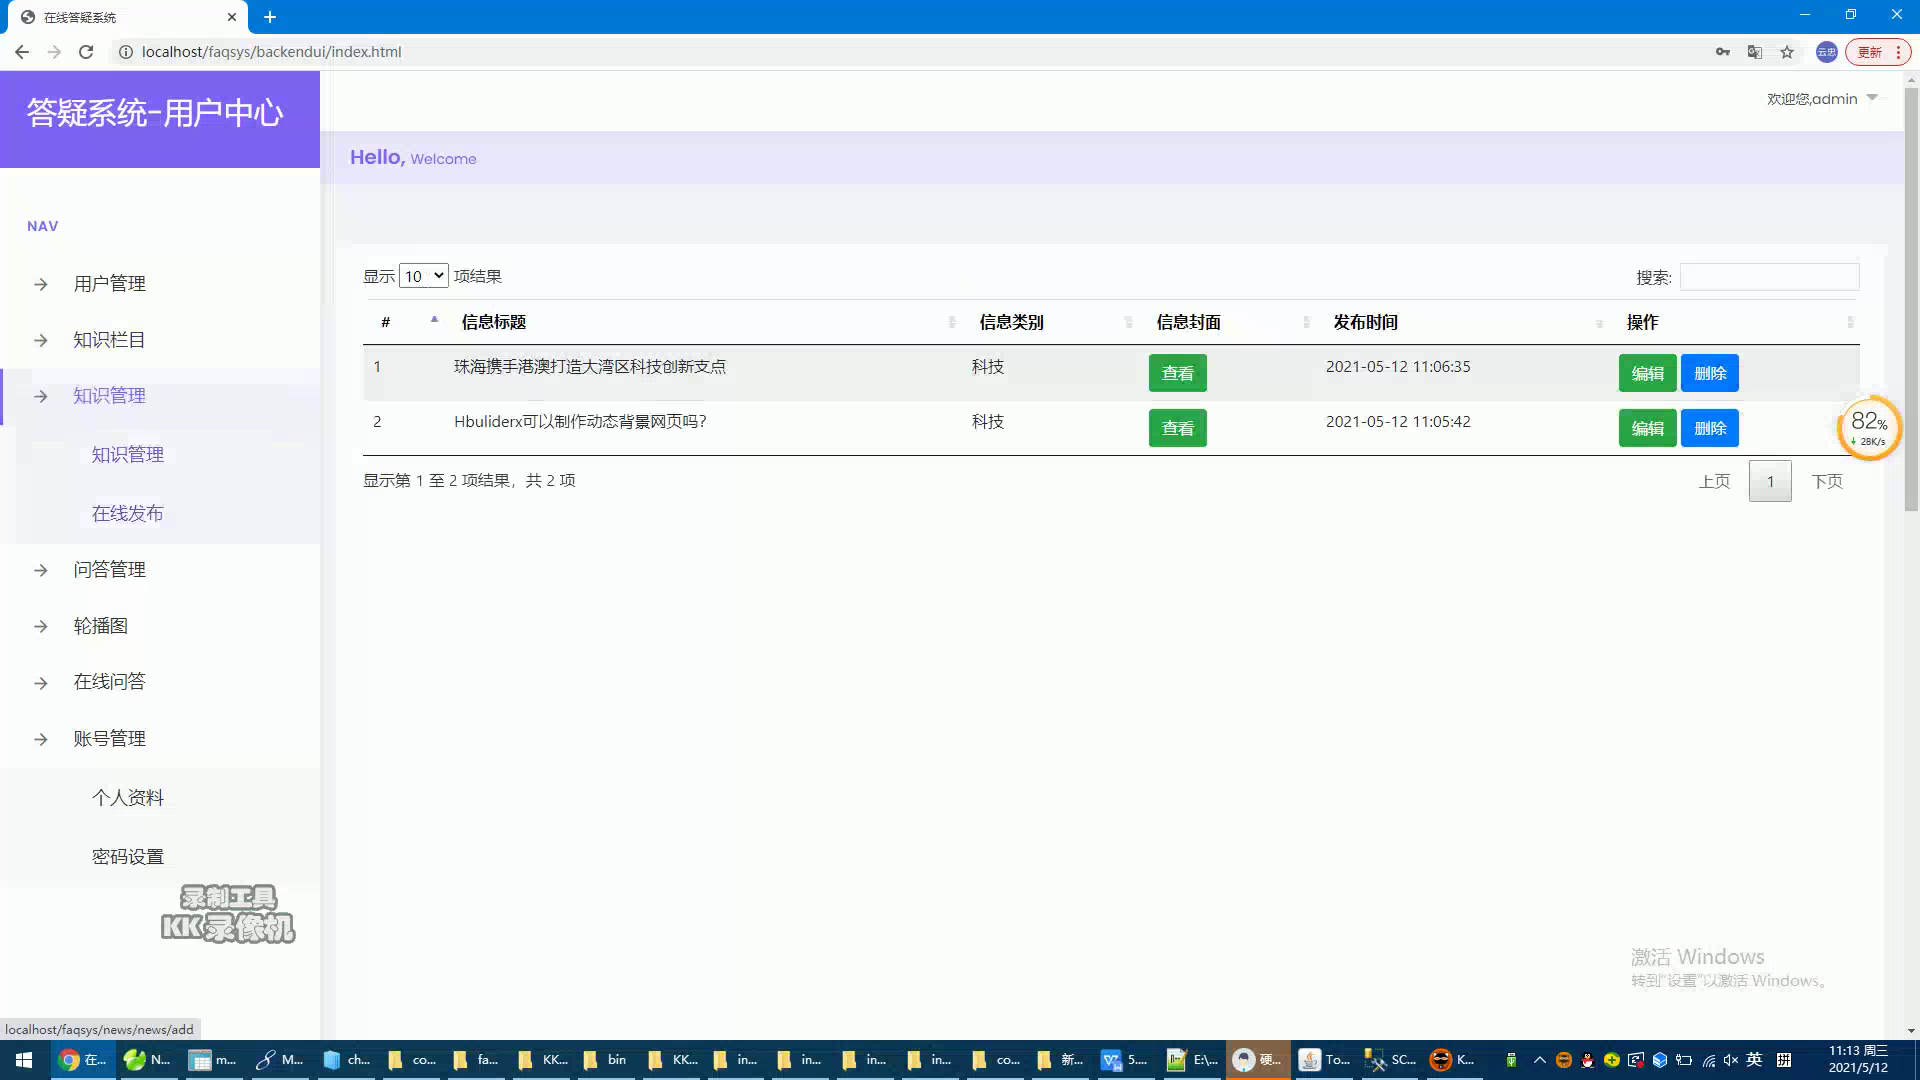 在线答疑系统
localhost/faqsys/backendui/index.html
云忠
更新
答疑系统-用户中心
欢迎您,admin
Hello, Welcome
NAV
用户管理
知识栏目
知识管理
知识管理
在线发布
问答管理
轮播图
在线问答
账号管理
个人资料
密码设置
显示 10 项结果
搜索:
# 信息标题 信息类别 信息封面 发布时间 操作
1 珠海携手港澳打造大湾区科技创新支点 科技 查看 2021-05-12 11:06:35 编辑 删除
2 Hbuliderx可以制作动态背景网页吗? 科技 查看 2021-05-12 11:05:42 编辑 删除
显示第 1 至 2 项结果，共 2 项
上页 1 下页
82%
28K/s
录制工具
KK录像机
激活 Windows
转到"设置"以激活 Windows。
localhost/faqsys/news/news/add
在... N... m... M... ch... co... fa... KK... bin KK... in... in... in... in... co... 新... 5.... E:\... 硬... To... SC... K... 英 拼
11:13 周三
2021/5/12